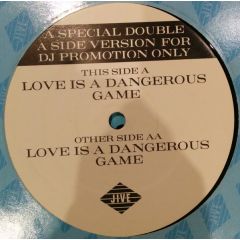 A SPECIAL DOUBLE
A SIDE VERSION FOR
DJ PROMOTION ONLY
THIS SIDE A
LOVE IS A DANGEROUS
GAME
OTHER SIDE AA
LOVE IS A DANGEROUS
GAME
JIVE